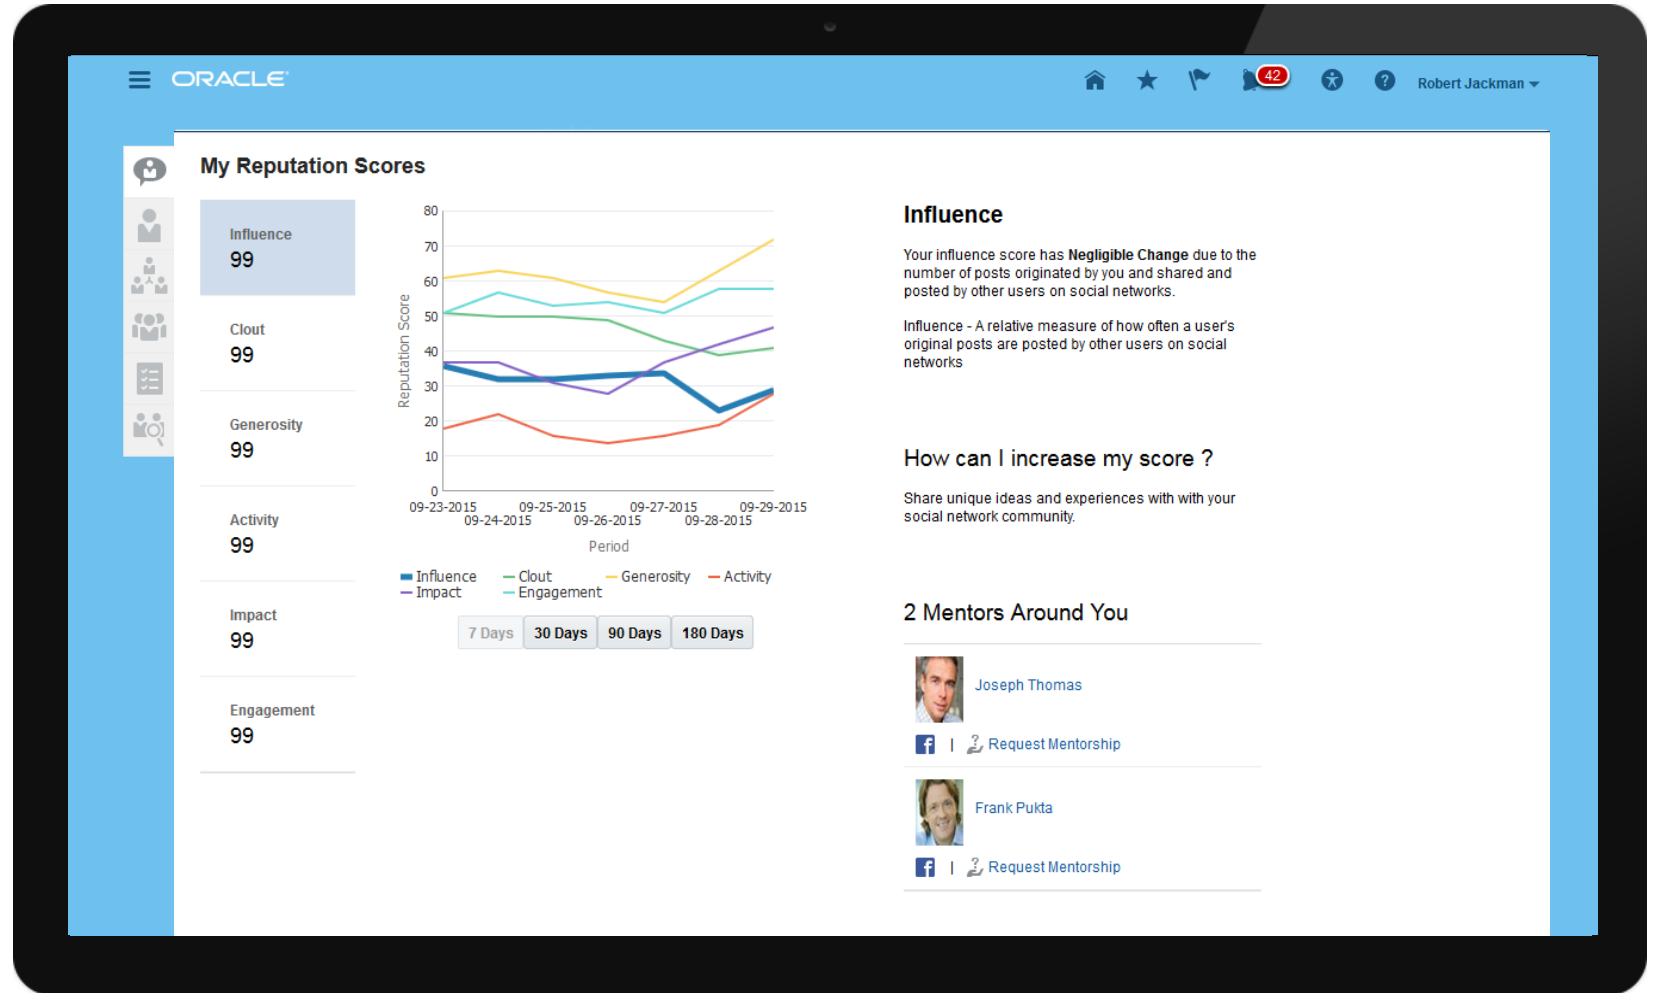 ORACLE
42
Robert Jackman
My Reputation Scores
Influence
99
Clout
99
Generosity
99
Activity
99
Impact
99
Engagement
99
80
70
60
50
40
30
20
10
0
Reputation Score
09-23-2015
09-24-2015
09-25-2015
09-26-2015
09-27-2015
09-28-2015
09-29-2015
Period
Influence
Clout
Generosity
Activity
Impact
Engagement
7 Days
30 Days
90 Days
180 Days
Influence
Your influence score has Negligible Change due to the
number of posts originated by you and shared and
posted by other users on social networks.
Influence - A relative measure of how often a user's
original posts are posted by other users on social
networks
How can I increase my score ?
Share unique ideas and experiences with with your
social network community.
2 Mentors Around You
Joseph Thomas
f | Request Mentorship
Frank Pukta
f | Request Mentorship